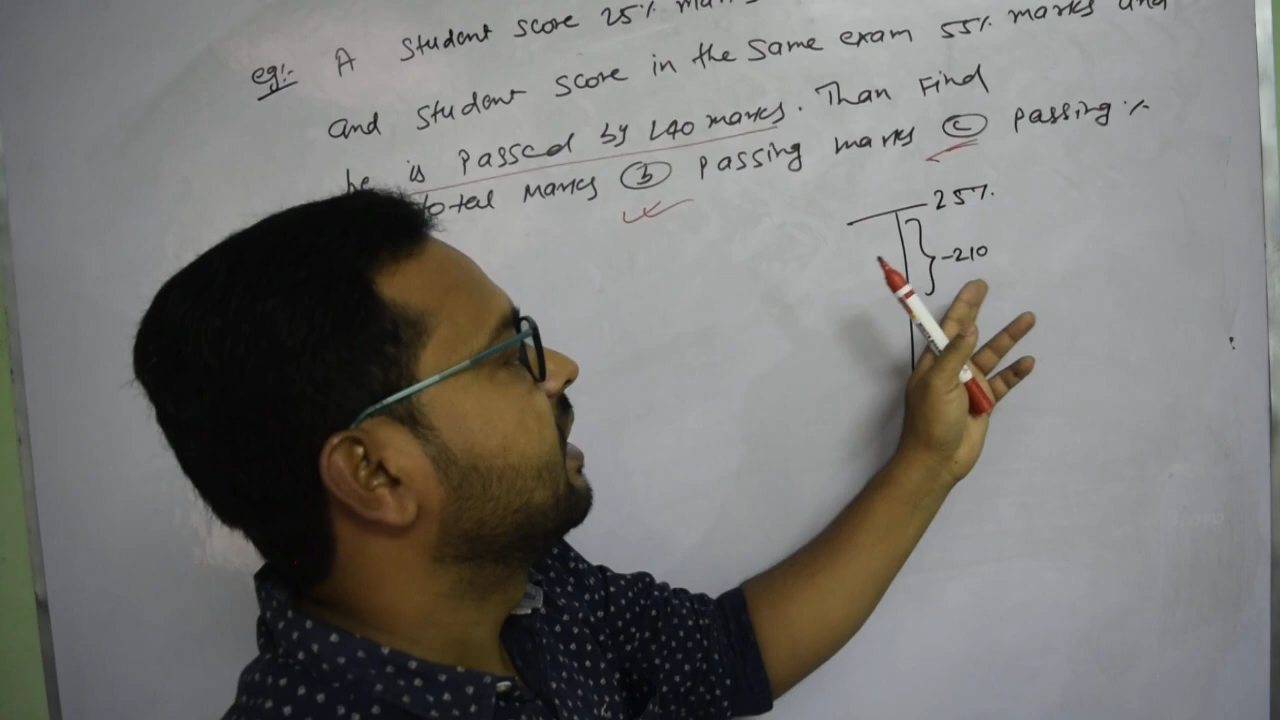 eg:- A student score 25% 
and student score in the same exam 55% marks and
he is passed by 140 marks. Than Find
total marks (b) passing marks (c) passing %
25%.
-210